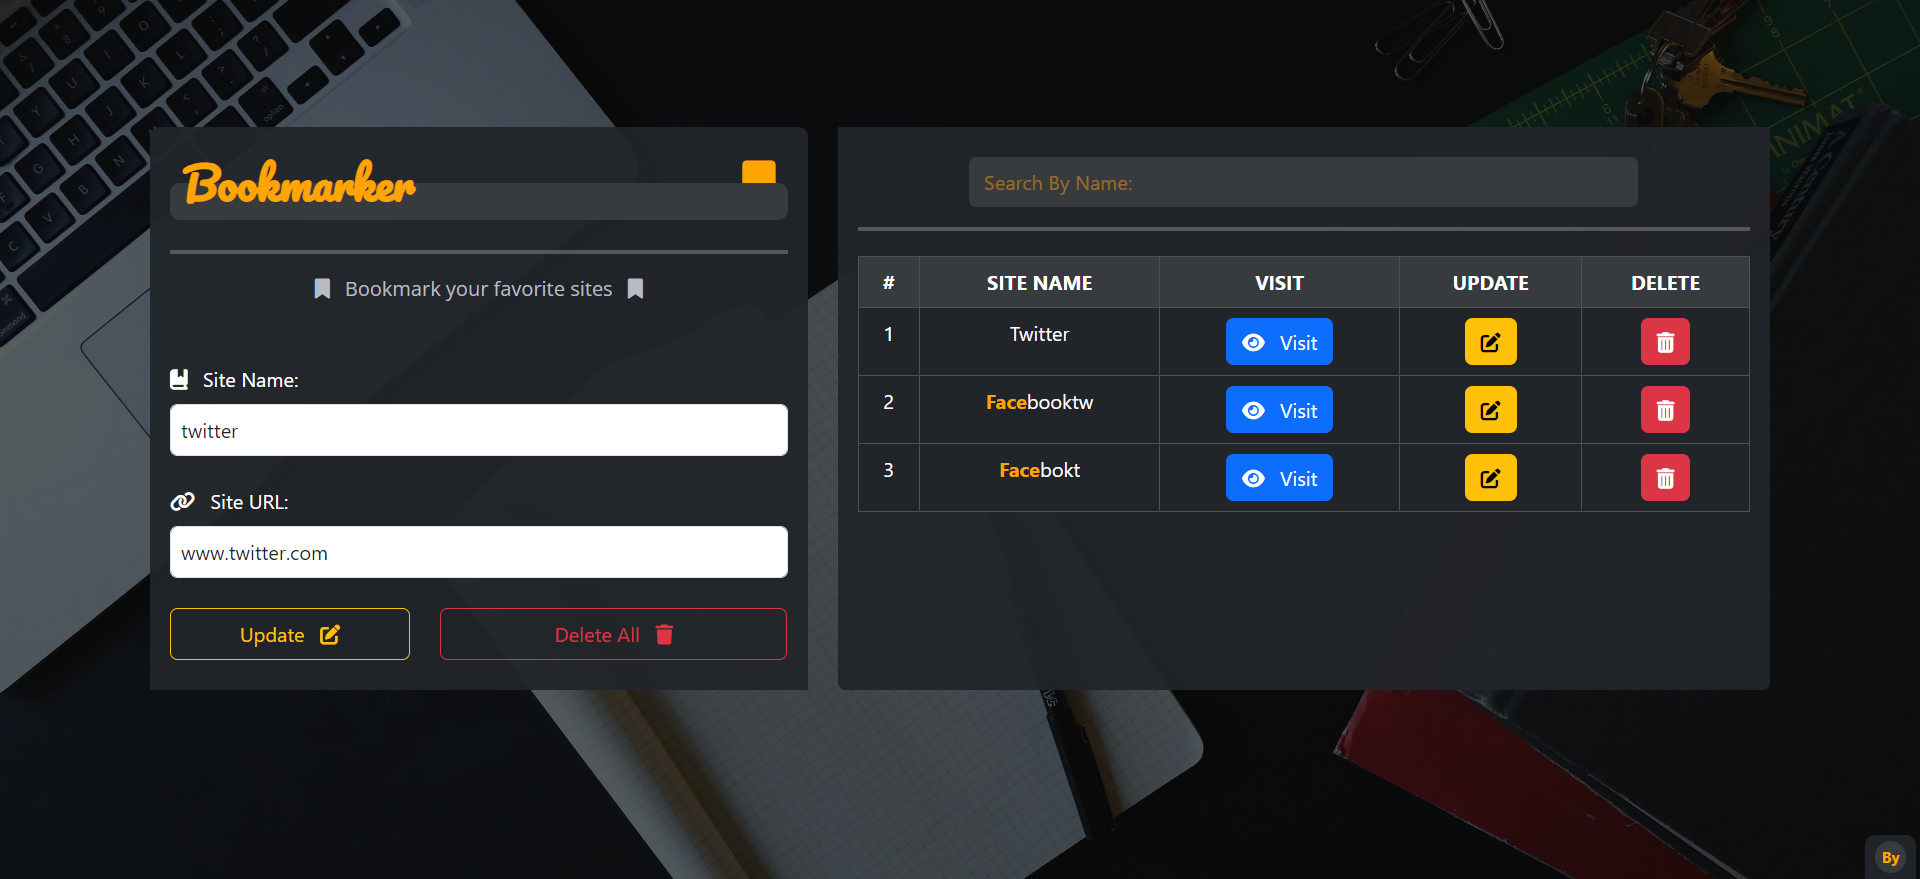 Bookmarker
Bookmark your favorite sites
Site Name:
twitter
Site URL:
www.twitter.com
Update
Delete All
Search By Name:
# SITE NAME VISIT UPDATE DELETE
1 Twitter Visit
2 Facebooktw Visit
3 Facebokt Visit
By